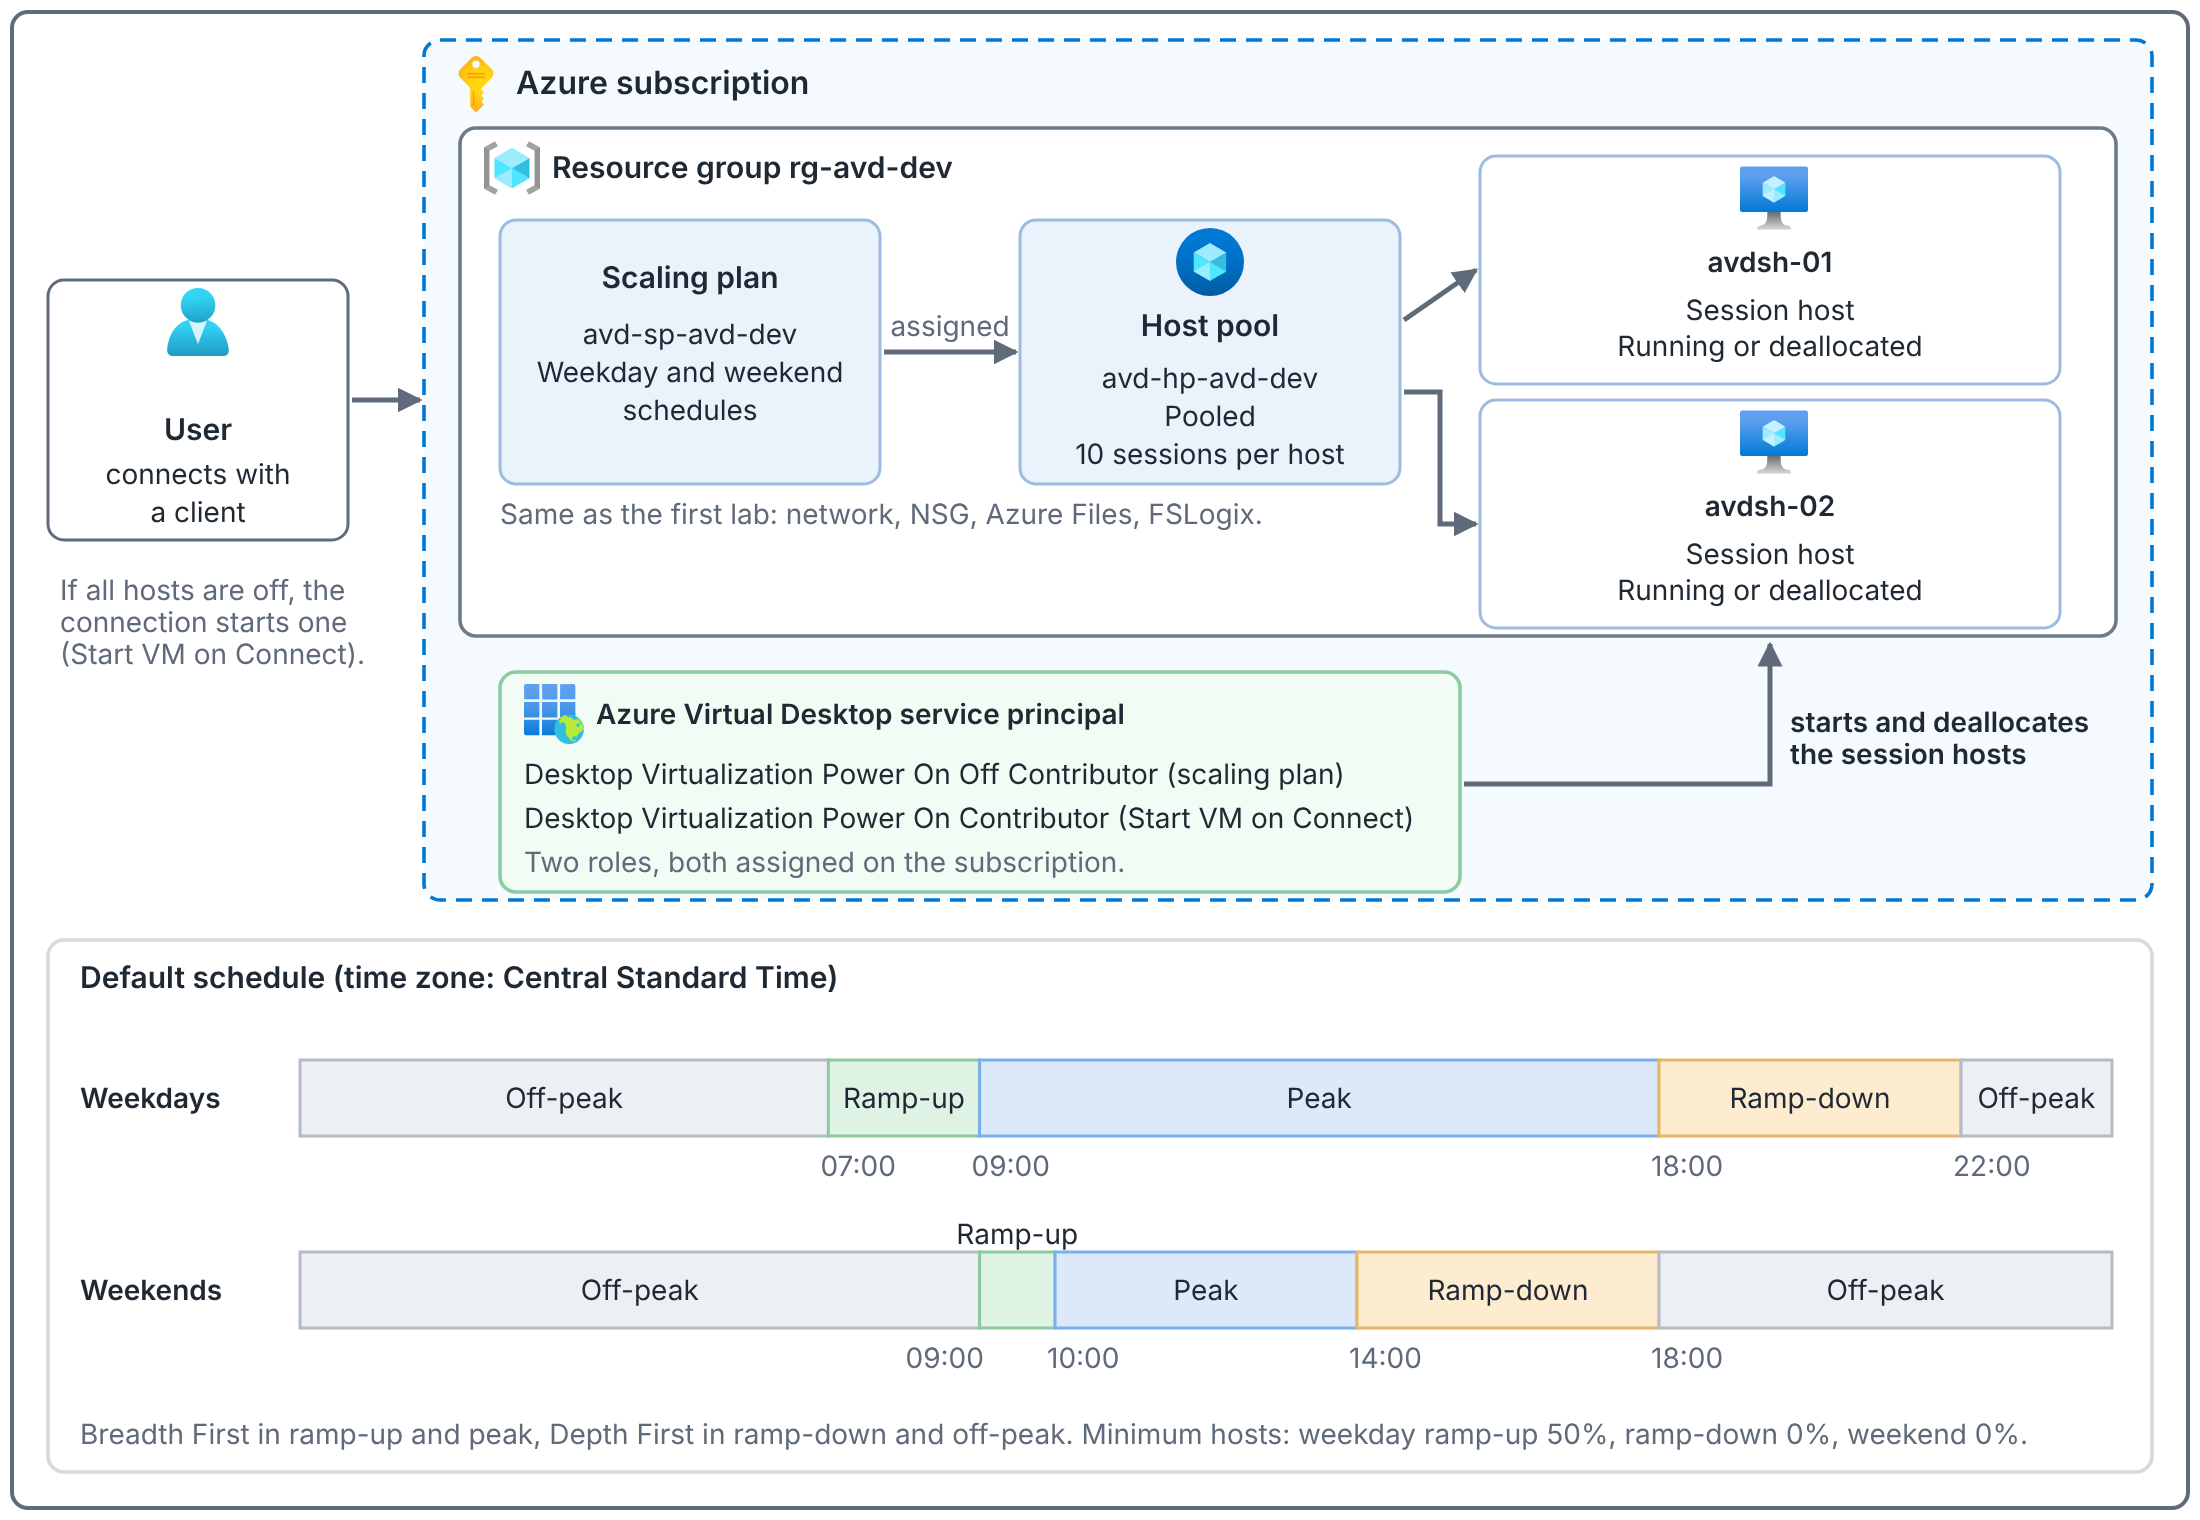 Azure subscription
Resource group rg-avd-dev
Scaling plan
avd-sp-avd-dev
Weekday and weekend
schedules
assigned
Host pool
avd-hp-avd-dev
Pooled
10 sessions per host
avdsh-01
Session host
Running or deallocated
avdsh-02
Session host
Running or deallocated
Same as the first lab: network, NSG, Azure Files, FSLogix.
User
connects with
a client
If all hosts are off, the
connection starts one
(Start VM on Connect).
Azure Virtual Desktop service principal
Desktop Virtualization Power On Off Contributor (scaling plan)
Desktop Virtualization Power On Contributor (Start VM on Connect)
Two roles, both assigned on the subscription.
starts and deallocates
the session hosts
Default schedule (time zone: Central Standard Time)
Weekdays
Off-peak
Ramp-up
Peak
Ramp-down
Off-peak
07:00
09:00
18:00
22:00
Ramp-up
Weekends
Off-peak
Peak
Ramp-down
Off-peak
09:00
10:00
14:00
18:00
Breadth First in ramp-up and peak, Depth First in ramp-down and off-peak. Minimum hosts: weekday ramp-up 50%, ramp-down 0%, weekend 0%.